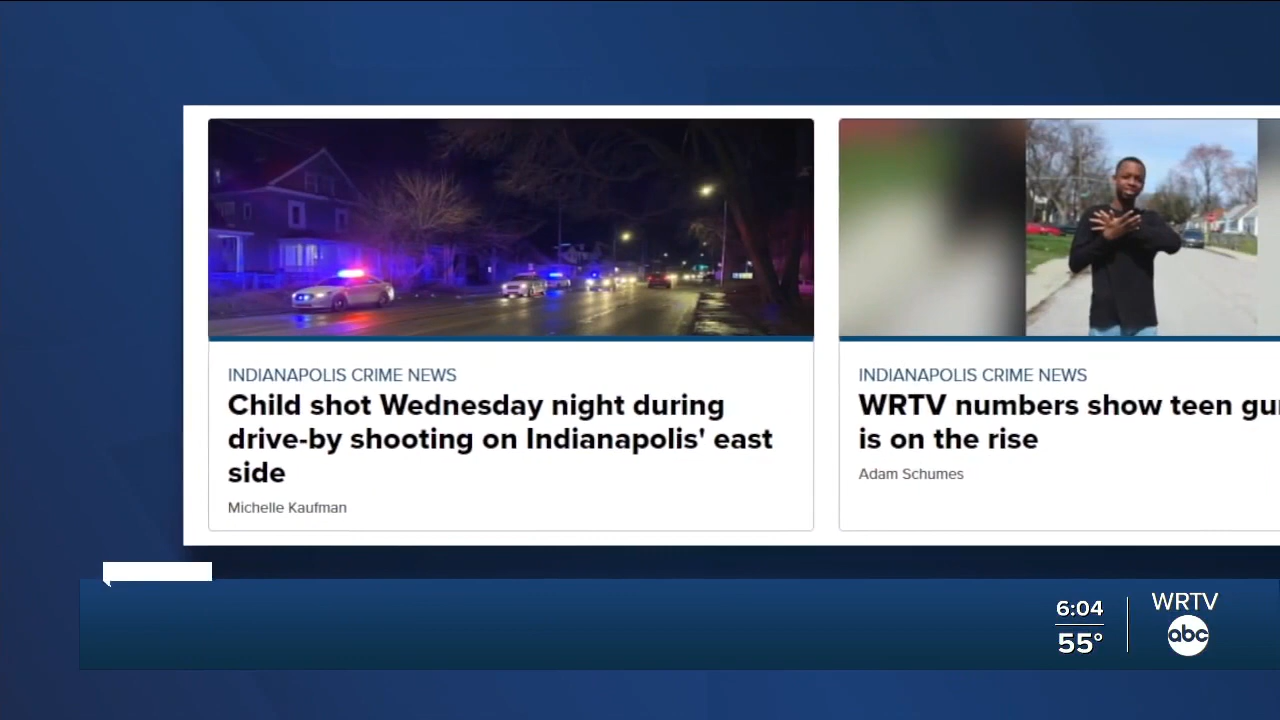 INDIANAPOLIS CRIME NEWS
Child shot Wednesday night during
drive-by shooting on Indianapolis' east
side
Michelle Kaufman
INDIANAPOLIS CRIME NEWS
WRTV numbers show teen
is on the rise
Adam Schumes
6:04
55°
WRTV
abc